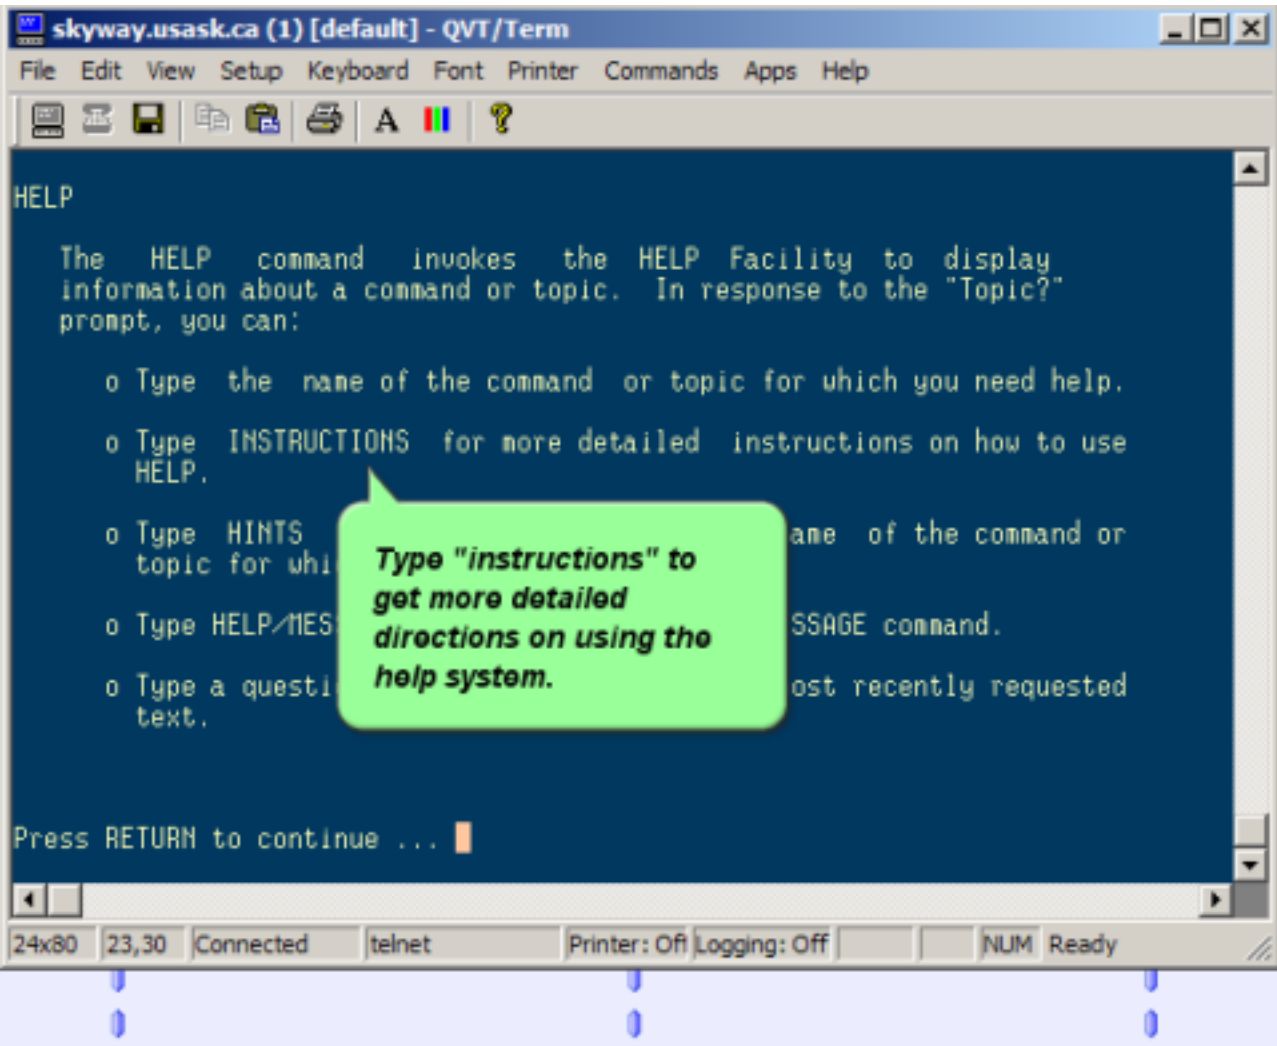 skyway.usask.ca (1) [default] - QVT/Term
File Edit View Setup Keyboard Font Printer Commands Apps Help
HELP
The HELP command invokes the HELP Facility to display
information about a command or topic. In response to the "Topic?"
prompt, you can:
o Type the name of the command or topic for which you need help.
o Type INSTRUCTIONS for more detailed instructions on how to use
HELP.
o Type HINTS ame of the command or
topic for whi
o Type HELP/MES SSAGE command.
o Type a questi ost recently requested
text.
Type "instructions" to
get more detailed
directions on using the
help system.
Press RETURN to continue ...
24x80 23,30 Connected telnet Printer: Off Logging: Off NUM Ready